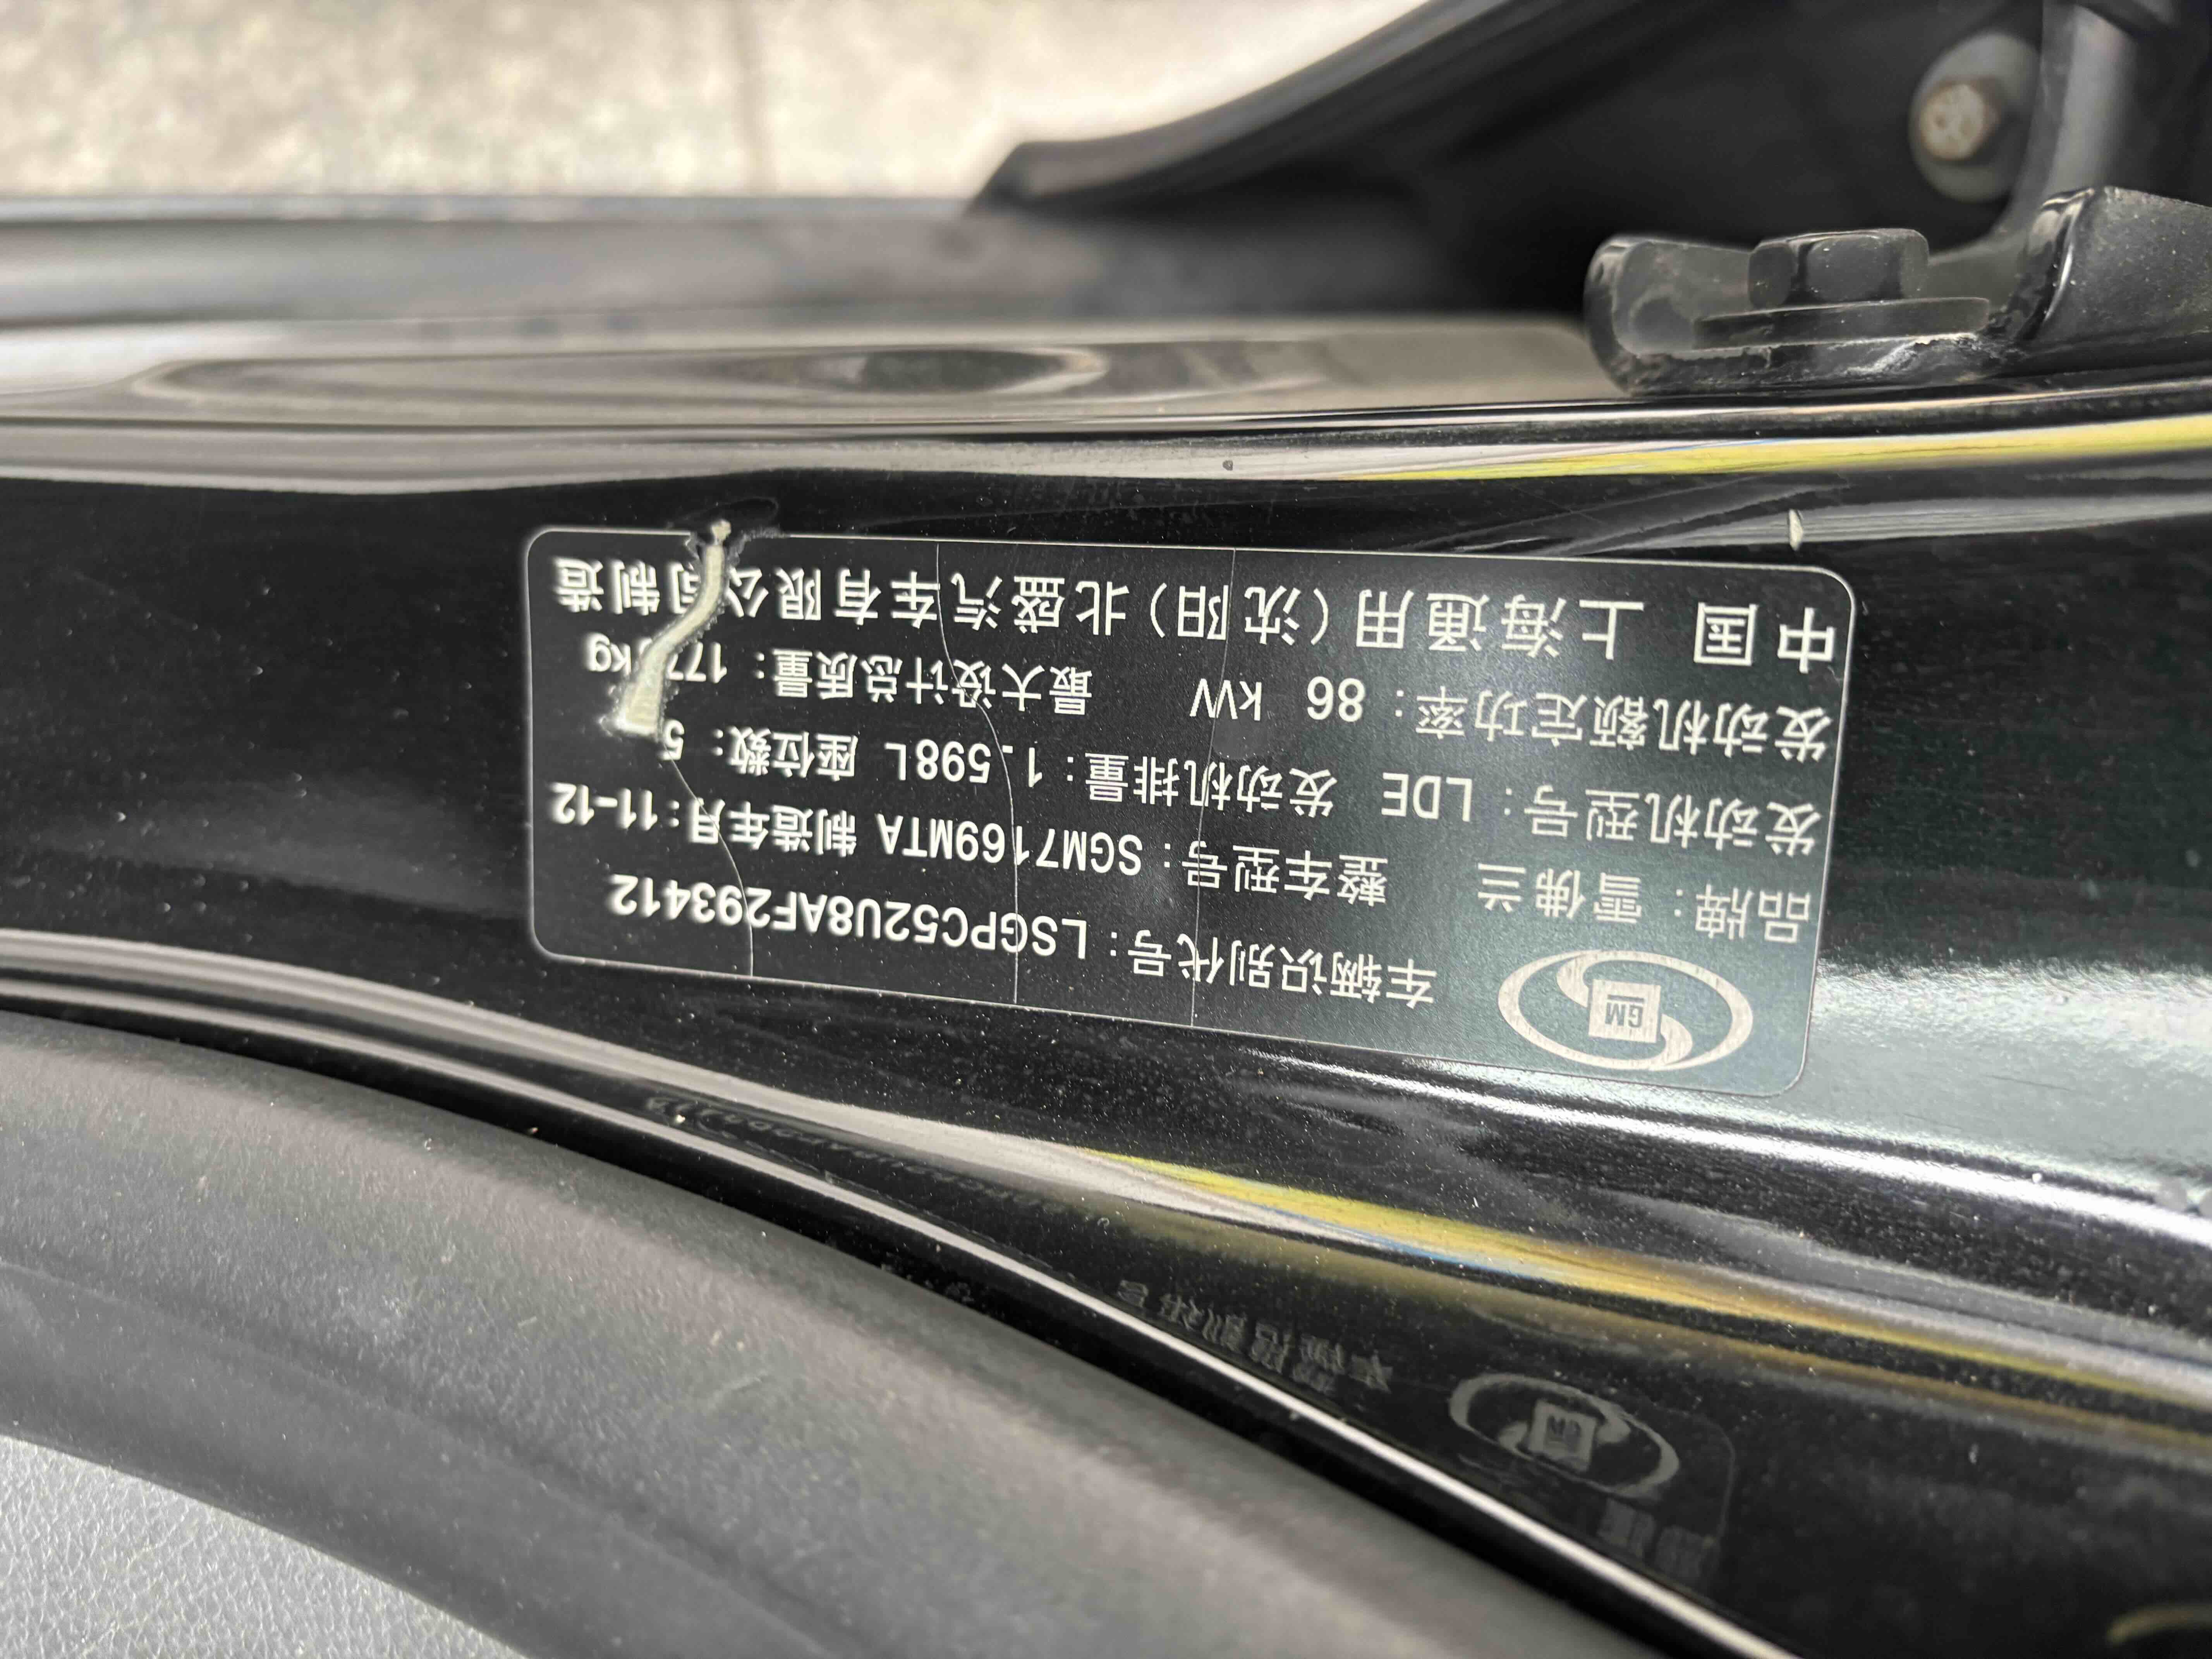 GM
车辆识别代号: LSGPC52U8AF293412
品牌: 雪佛兰 整车型号: SGM7169MTA 制造年月:11-12
发动机型号: LDE 发动机排量: 1.598L 座位数: 5
发动机额定功率: 86 kW 最大设计总质量:
中国 上海通用(沈阳)北盛汽车有限公司制造